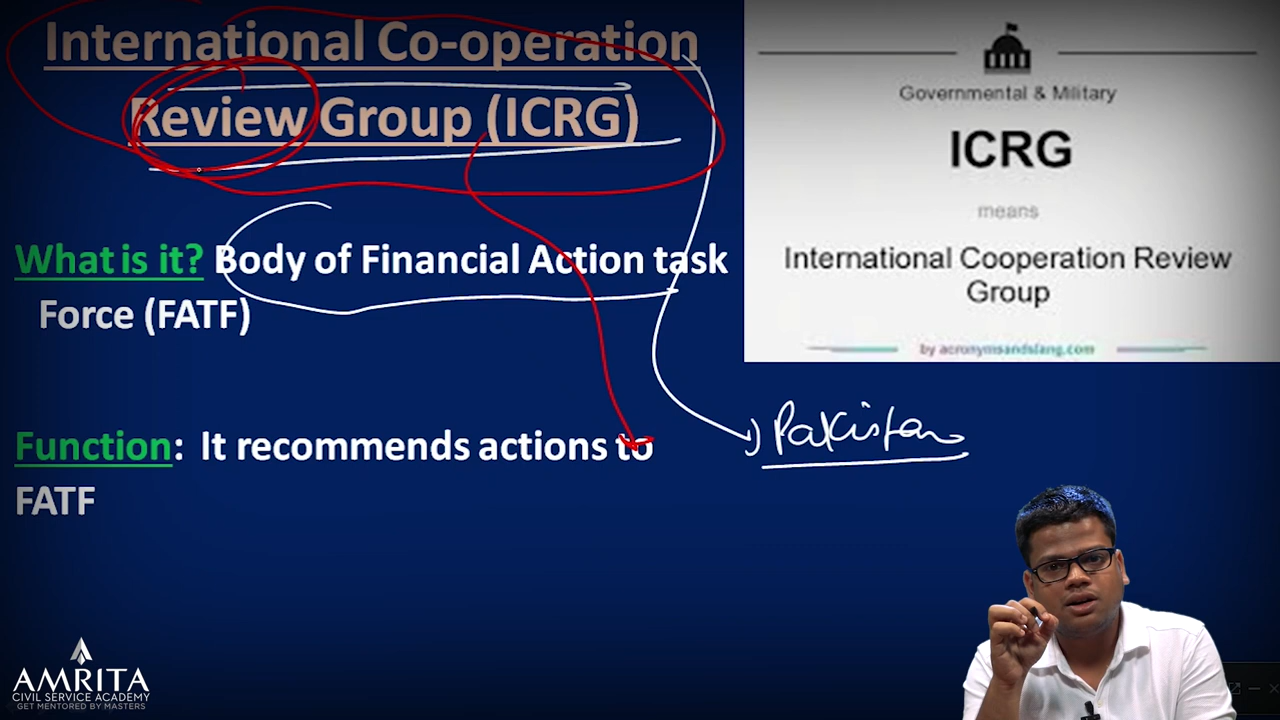 International Co-operation
Review Group (ICRG)
What is it? Body of Financial Action task
Force (FATF)
Function: It recommends actions to
FATF
Governmental & Military
ICRG
means
International Cooperation Review
Group
by acronymsandslang.com
Pakistan
AMRITA
CIVIL SERVICE ACADEMY
GET MENTORED BY MASTERS